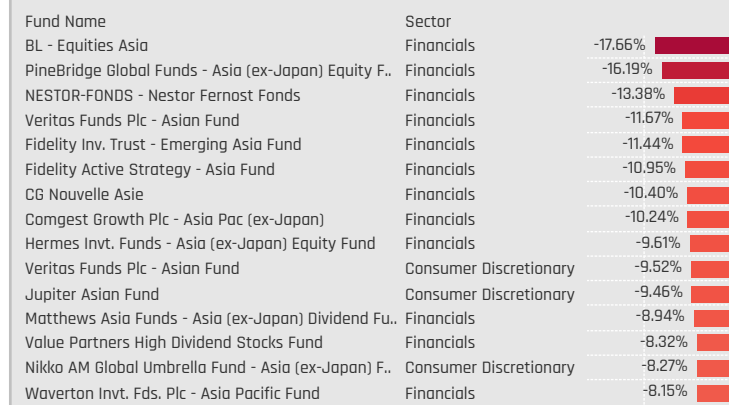 Fund Name Sector
BL - Equities Asia Financials -17.66%
PineBridge Global Funds - Asia (ex-Japan) Equity F.. Financials -16.19%
NESTOR-FONDS - Nestor Fernost Fonds Financials -13.38%
Veritas Funds Plc - Asian Fund Financials -11.67%
Fidelity Inv. Trust - Emerging Asia Fund Financials -11.44%
Fidelity Active Strategy - Asia Fund Financials -10.95%
CG Nouvelle Asie Financials -10.40%
Comgest Growth Plc - Asia Pac (ex-Japan) Financials -10.24%
Hermes Invt. Funds - Asia (ex-Japan) Equity Fund Financials -9.61%
Veritas Funds Plc - Asian Fund Consumer Discretionary -9.52%
Jupiter Asian Fund Consumer Discretionary -9.46%
Matthews Asia Funds - Asia (ex-Japan) Dividend Fu.. Financials -8.94%
Value Partners High Dividend Stocks Fund Financials -8.32%
Nikko AM Global Umbrella Fund - Asia (ex-Japan) F.. Consumer Discretionary -8.27%
Waverton Invt. Fds. Plc - Asia Pacific Fund Financials -8.15%